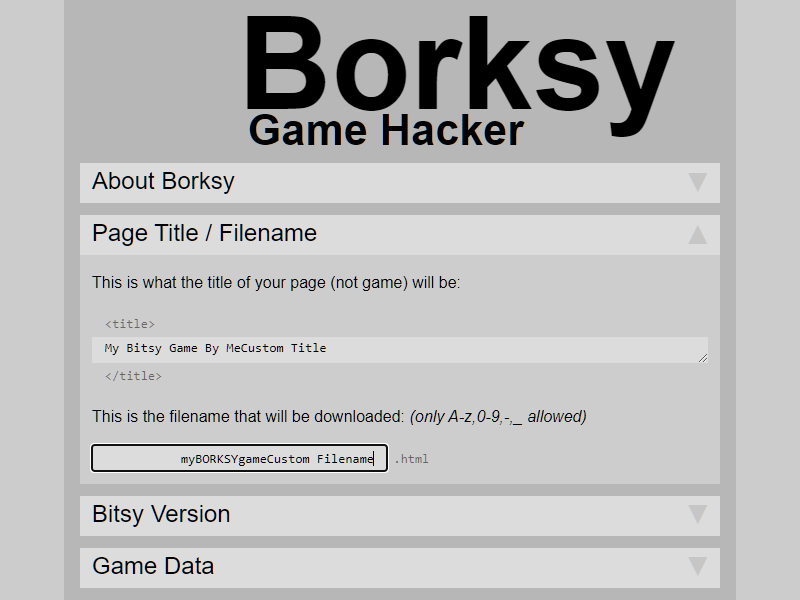 Borksy
Game Hacker
About Borksy
Page Title / Filename
This is what the title of your page (not game) will be:
<title>
My Bitsy Game By MeCustom Title
</title>
This is the filename that will be downloaded: (only A-z,0-9,-,_ allowed)
myBORKSYgameCustom Filename .html
Bitsy Version
Game Data